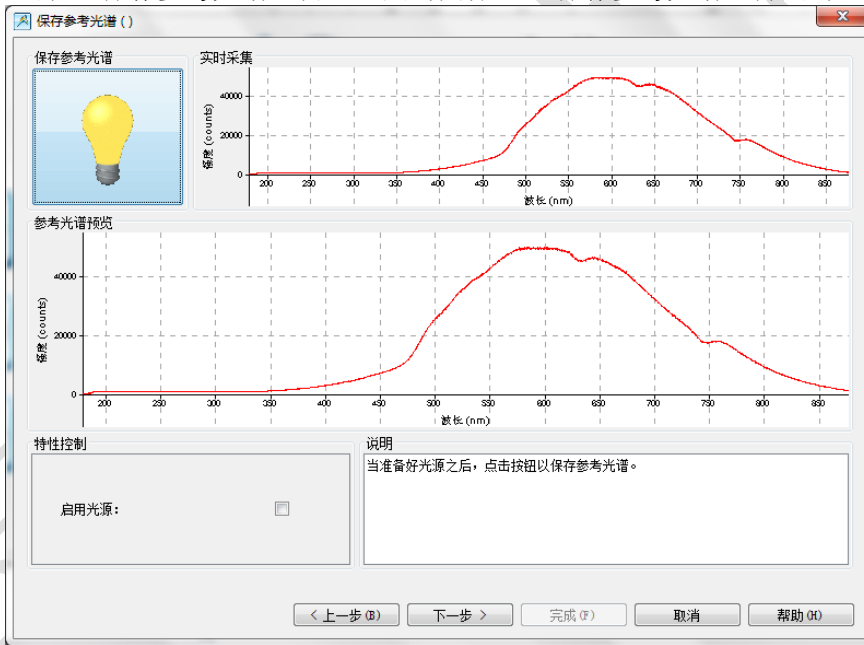 保存参考光谱 ( )
保存参考光谱
实时采集
强度 (counts)
40000
20000
0
200 250 300 350 400 450 500 550 600 650 700 750 800 850
波长 (nm)
参考光谱预览
强度 (counts)
40000
20000
0
200 250 300 350 400 450 500 550 600 650 700 750 800 850
波长 (nm)
特性控制
启用光源:
说明
当准备好光源之后，点击按钮以保存参考光谱。
< 上一步(B) 下一步 > 完成(F) 取消 帮助(H)